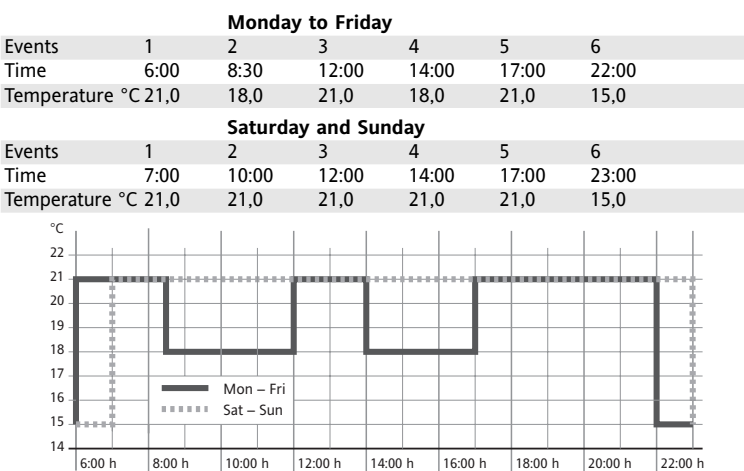 Monday to Friday
Events 1 2 3 4 5 6
Time 6:00 8:30 12:00 14:00 17:00 22:00
Temperature °C 21,0 18,0 21,0 18,0 21,0 15,0
Saturday and Sunday
Events 1 2 3 4 5 6
Time 7:00 10:00 12:00 14:00 17:00 23:00
Temperature °C 21,0 21,0 21,0 21,0 21,0 15,0
°C
22
21
20
19
18
17
16
15
14
Mon – Fri
Sat – Sun
6:00 h 8:00 h 10:00 h 12:00 h 14:00 h 16:00 h 18:00 h 20:00 h 22:00 h